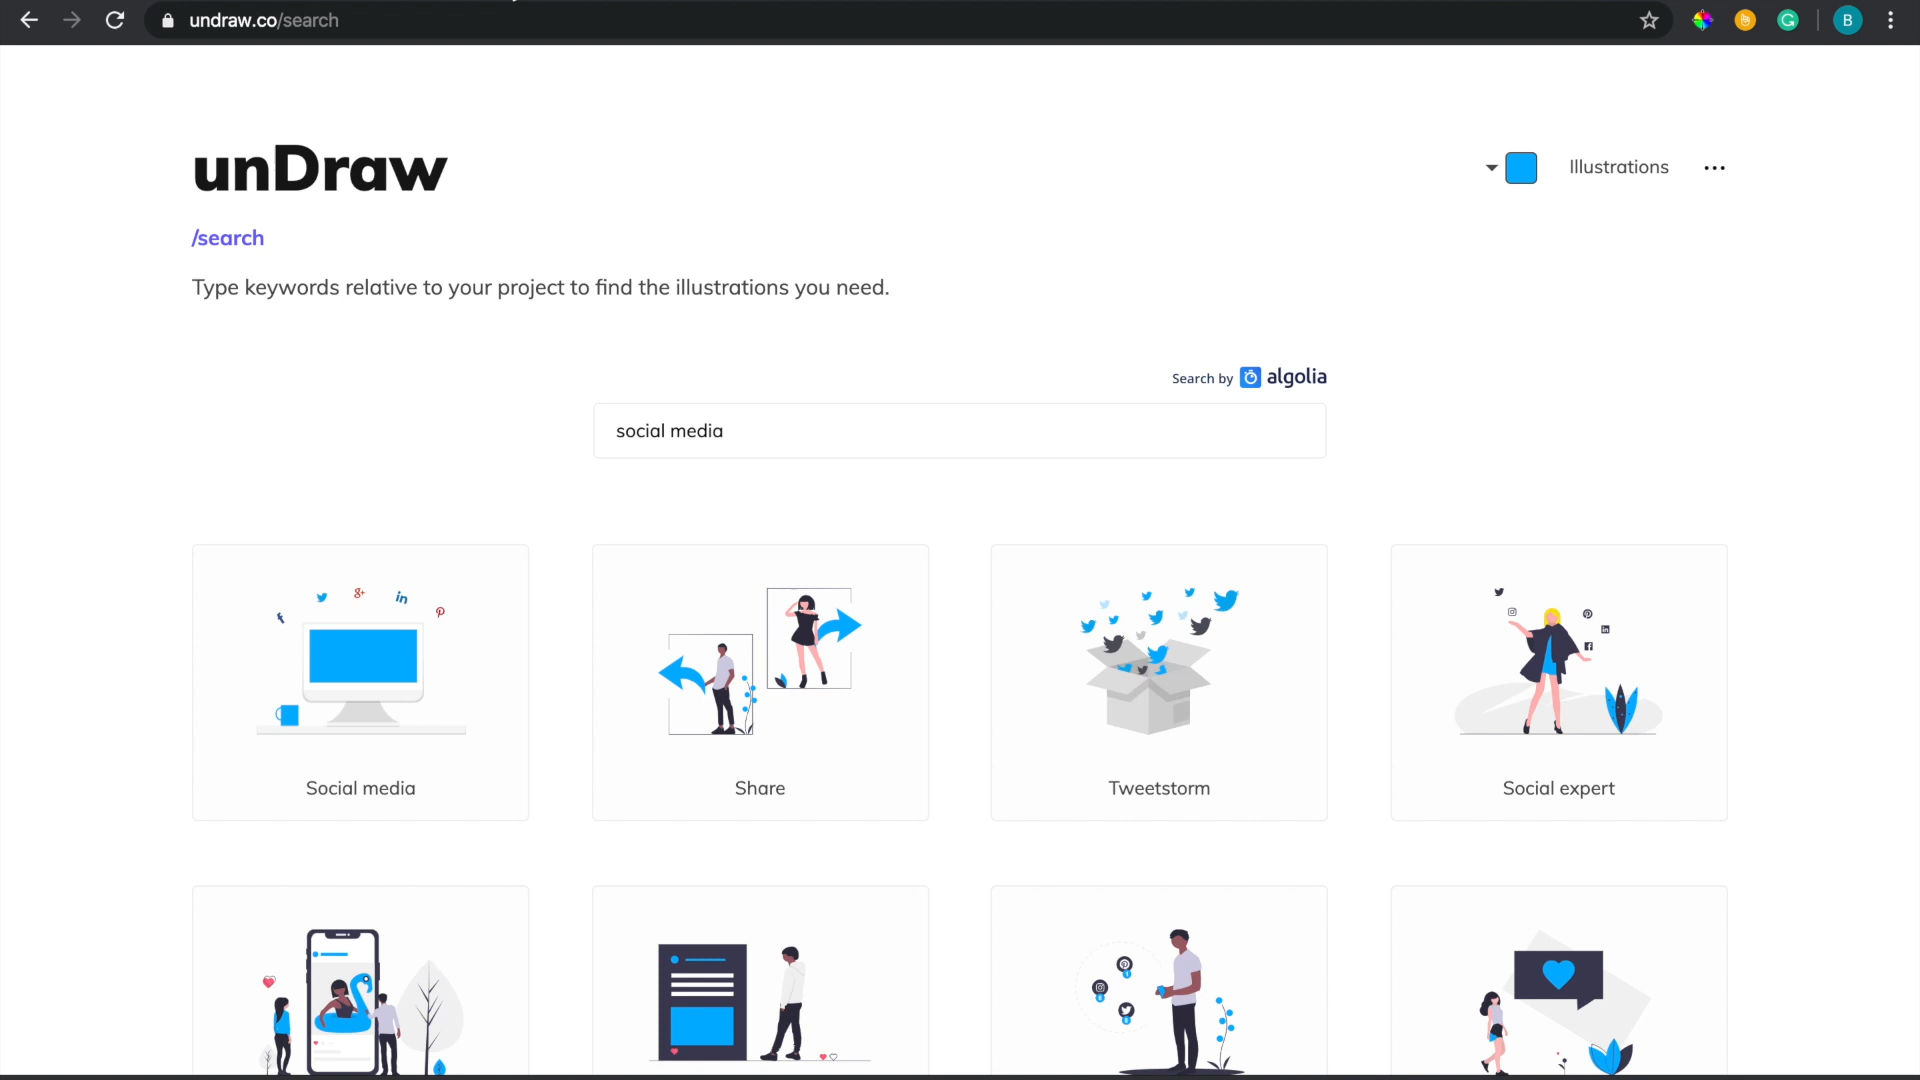 undraw.co/search
B
unDraw
Illustrations
/search
Type keywords relative to your project to find the illustrations you need.
Search by algolia
social media
g+
in
Social media
Share
Tweetstorm
Social expert